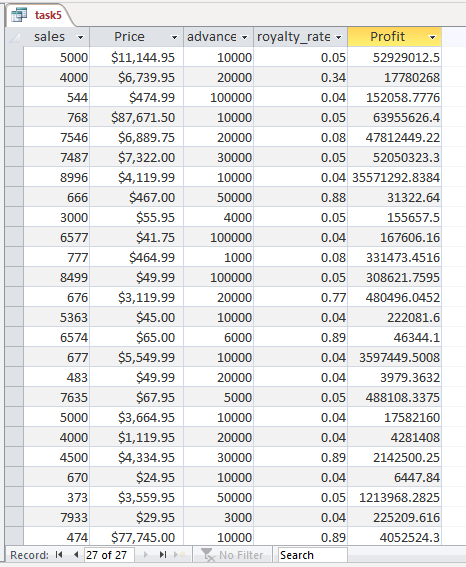 task5
sales Price advance royalty_rate Profit
5000 $11,144.95 10000 0.05 52929012.5
4000 $6,739.95 20000 0.34 17780268
544 $474.99 100000 0.04 152058.7776
768 $87,671.50 10000 0.05 63955626.4
7546 $6,889.75 20000 0.08 47812449.22
7487 $7,322.00 30000 0.05 52050323.3
8996 $4,119.99 10000 0.04 35571292.8384
666 $467.00 50000 0.88 31322.64
3000 $55.95 4000 0.05 155657.5
6577 $41.75 100000 0.04 167606.16
777 $464.99 1000 0.08 331473.4516
8499 $49.99 100000 0.05 308621.7595
676 $3,119.99 20000 0.77 480496.0452
5363 $45.00 10000 0.04 222081.6
6574 $65.00 6000 0.89 46344.1
677 $5,549.99 10000 0.04 3597449.5008
483 $49.99 20000 0.04 3979.3632
7635 $67.95 5000 0.05 488108.3375
5000 $3,664.95 10000 0.04 17582160
4000 $1,119.95 20000 0.04 4281408
4500 $4,334.95 30000 0.89 2142500.25
670 $24.95 10000 0.04 6447.84
373 $3,559.95 50000 0.05 1213968.2825
7933 $29.95 3000 0.04 225209.616
474 $77,745.00 10000 0.89 4052524.3
Record: 27 of 27 No Filter Search